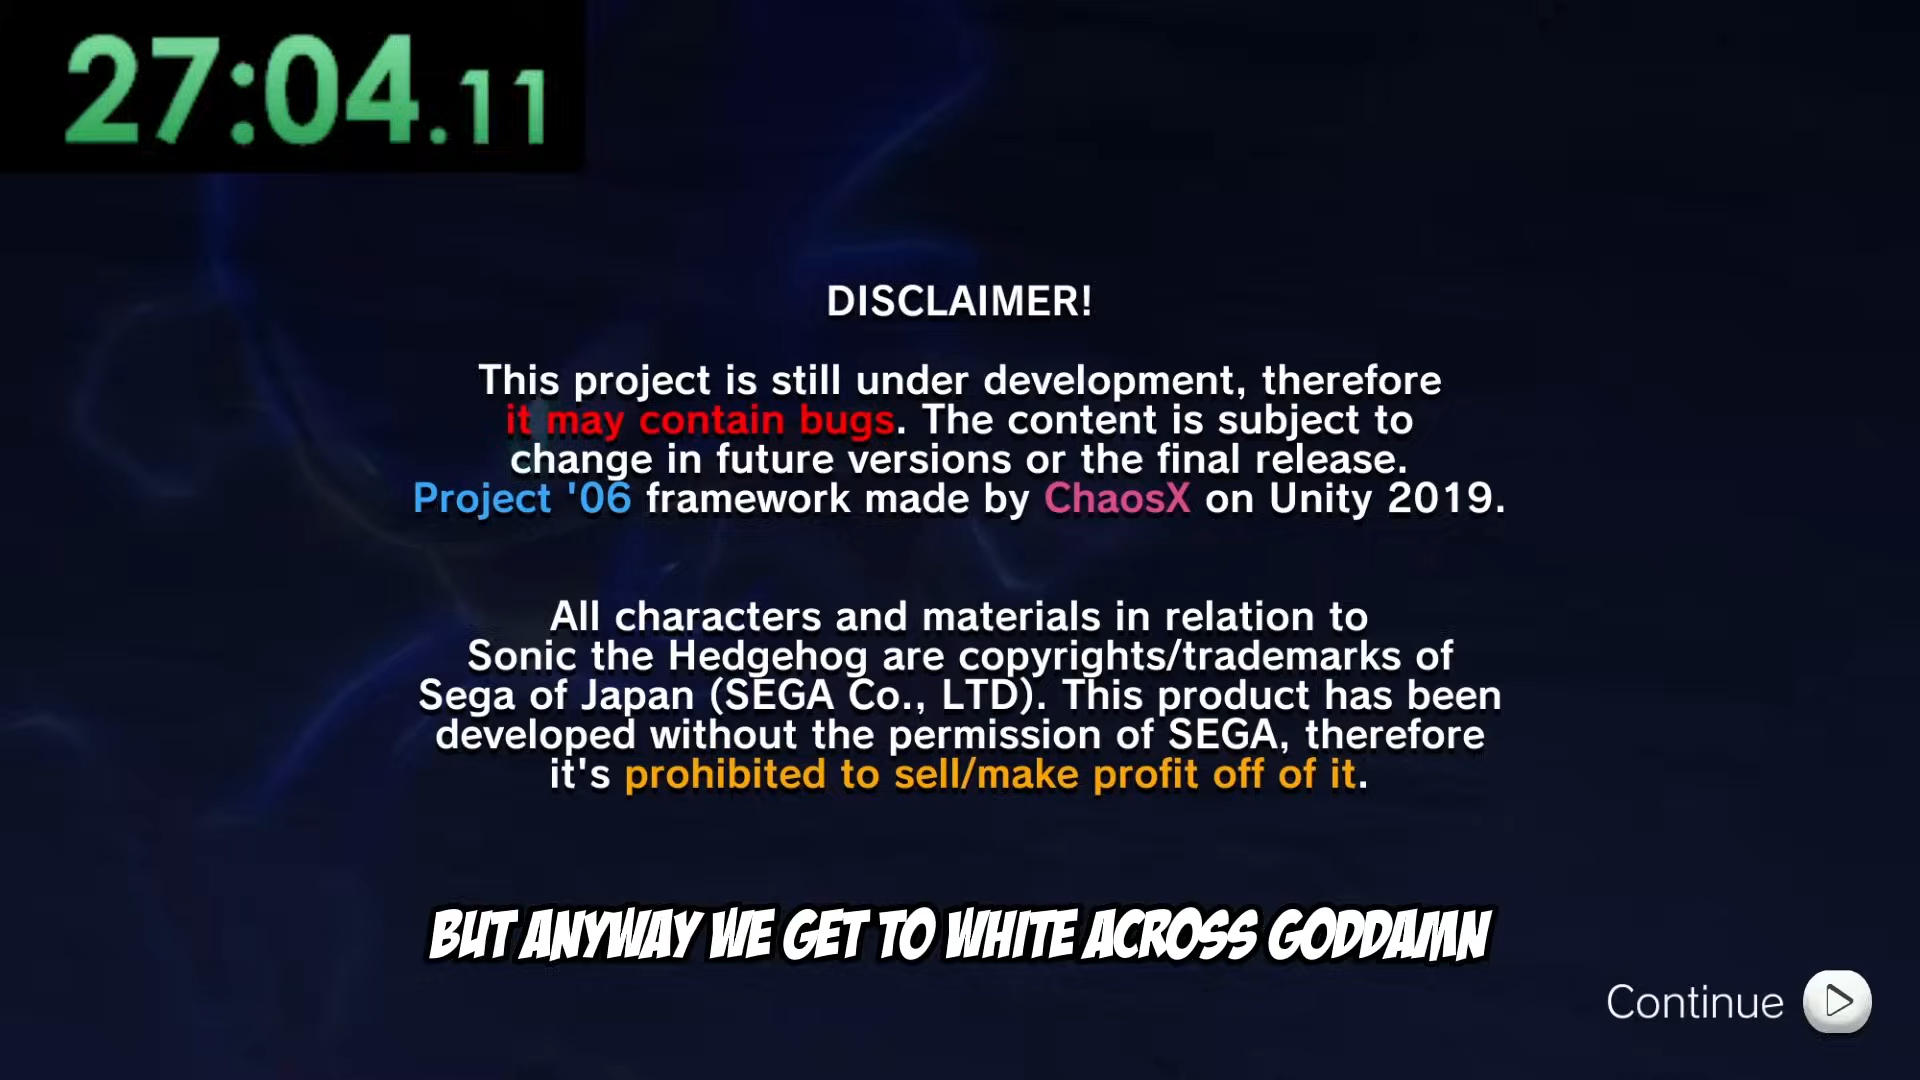 27:04.11
DISCLAIMER!
This project is still under development, therefore
it may contain bugs. The content is subject to
change in future versions or the final release.
Project '06 framework made by ChaosX on Unity 2019.
All characters and materials in relation to
Sonic the Hedgehog are copyrights/trademarks of
Sega of Japan (SEGA Co., LTD). This product has been
developed without the permission of SEGA, therefore
it's prohibited to sell/make profit off of it.
BUT ANYWAY WE GET TO WHITE ACROSS GODDAMN
Continue